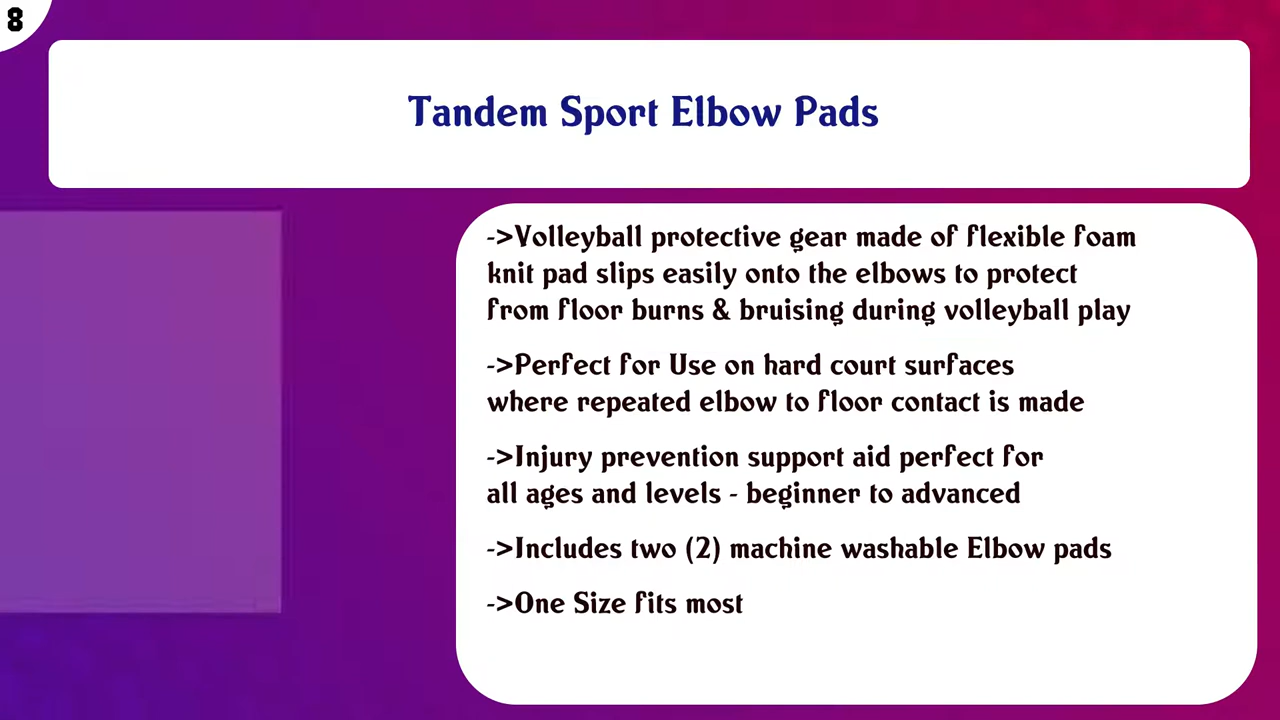 8
Tandem Sport Elbow Pads
->Volleyball protective gear made of flexible foam
knit pad slips easily onto the elbows to protect
from floor burns & bruising during volleyball play
->Perfect for Use on hard court surfaces
where repeated elbow to floor contact is made
->Injury prevention support aid perfect for
all ages and levels - beginner to advanced
->Includes two (2) machine washable Elbow pads
->One Size fits most